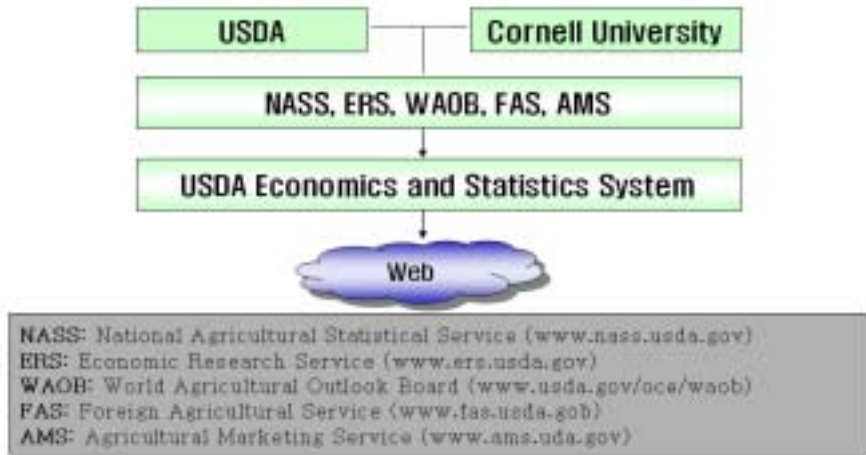 USDA
Cornell University
NASS, ERS, WAOB, FAS, AMS
USDA Economics and Statistics System
Web
NASS: National Agricultural Statistical Service (www.nass.usda.gov)
ERS: Economic Research Service (www.ers.usda.gov)
WAOB: World Agricultural Outlook Board (www.usda.gov/oce/waob)
FAS: Foreign Agricultural Service (www.fas.usda.gob)
AMS: Agricultural Marketing Service (www.ams.uda.gov)